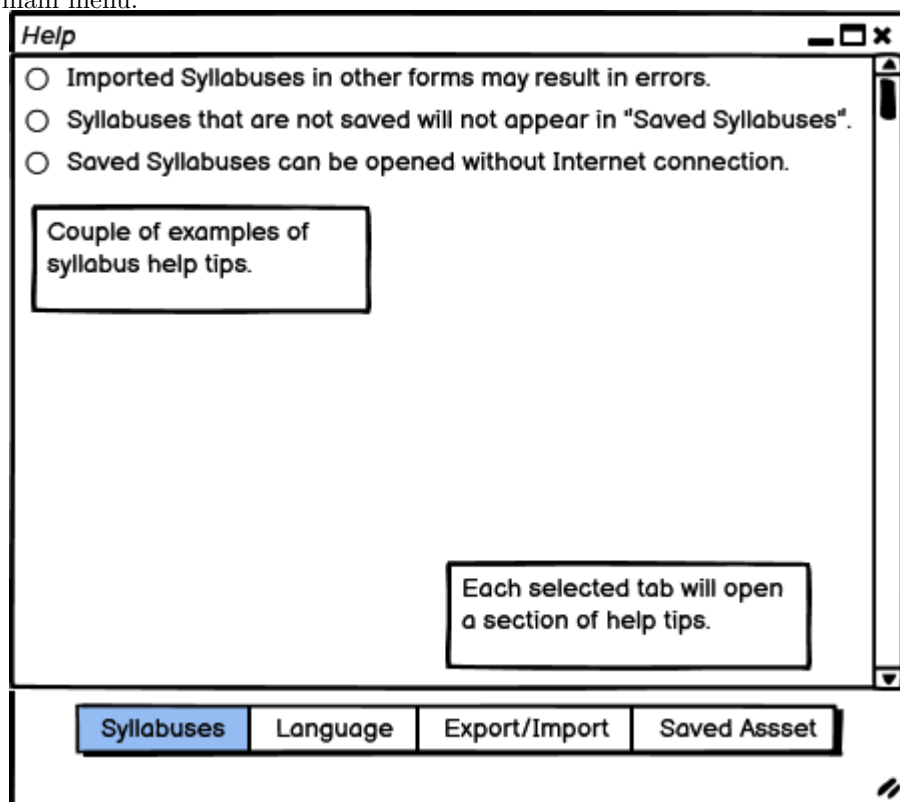 main menu.
Help
Imported Syllabuses in other forms may result in errors.
Syllabuses that are not saved will not appear in "Saved Syllabuses".
Saved Syllabuses can be opened without Internet connection.
Couple of examples of
syllabus help tips.
Each selected tab will open
a section of help tips.
Syllabuses Language Export/Import Saved Assset